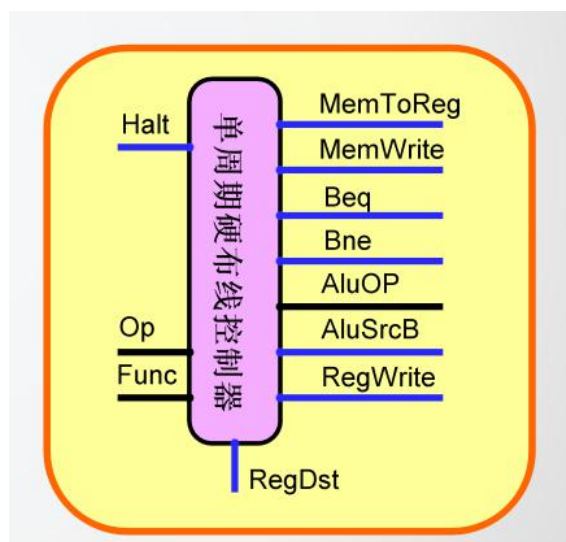 Halt
Op
Func
单周期硬布线控制器
MemToReg
MemWrite
Beq
Bne
AluOP
AluSrcB
RegWrite
RegDst